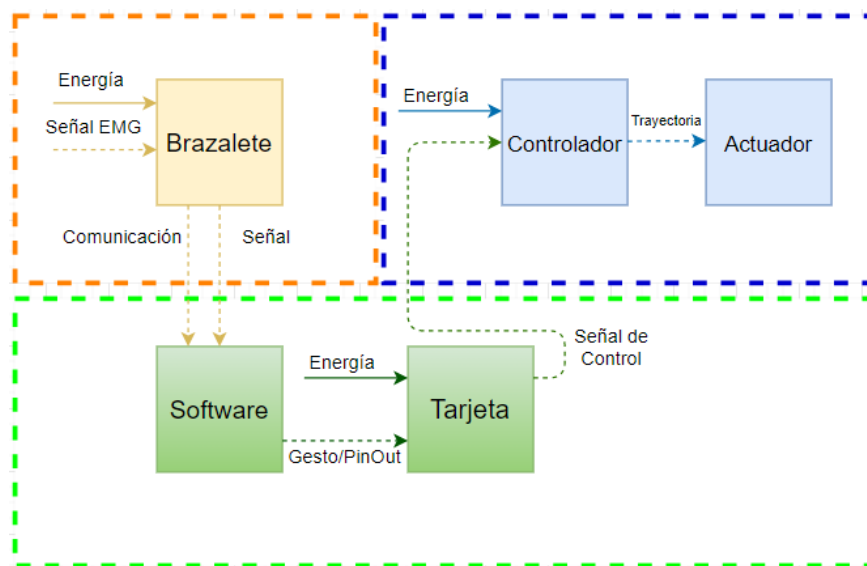 Energía
Señal EMG
Brazalete
Comunicación
Señal
Energía
Controlador
Trayectoria
Actuador
Software
Energía
Gesto/PinOut
Tarjeta
Señal de
Control